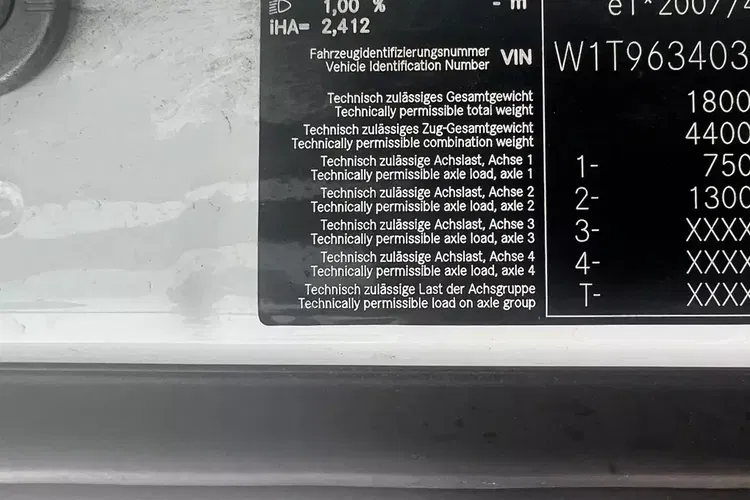 1,00 % - m
iHA= 2,412
e1*2007/4
Fahrzeugidentifizierungsnummer
Vehicle Identification Number VIN W1T963403
Technisch zulässiges Gesamtgewicht
Technically permissible total weight 1800
Technisch zulässiges Zug-Gesamtgewicht
Technically permissible combination weight 4400
Technisch zulässige Achslast, Achse 1
Technically permissible axle load, axle 1 1- 750
Technisch zulässige Achslast, Achse 2
Technically permissible axle load, axle 2 2- 1300
Technisch zulässige Achslast, Achse 3
Technically permissible axle load, axle 3 3- XXXX
Technisch zulässige Achslast, Achse 4
Technically permissible axle load, axle 4 4- XXXX
Technisch zulässige Last der Achsgruppe
Technically permissible load on axle group T- XXXX